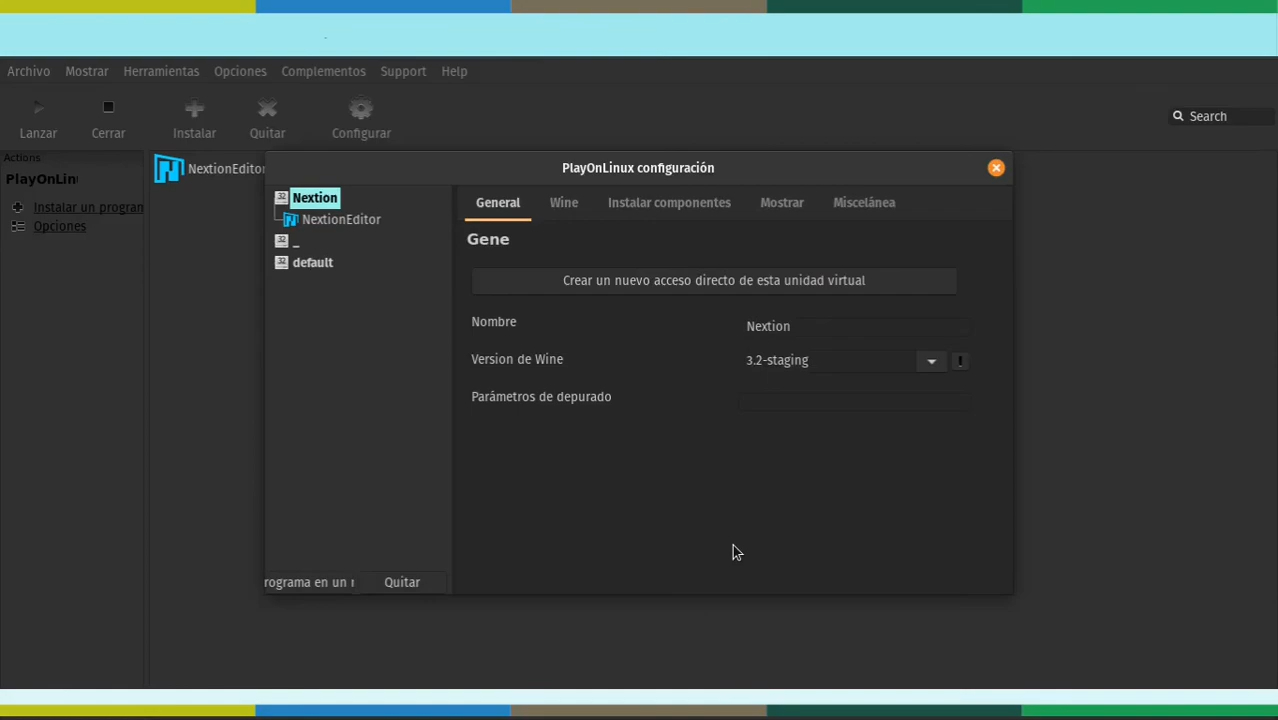 Archivo Mostrar Herramientas Opciones Complementos Support Help
Lanzar Cerrar Instalar Quitar Configurar
Search
Actions
PlayOnLin
Instalar un progran
Opciones
NextionEditor
PlayOnLinux configuración
Nextion
NextionEditor
_
default
rograma en un r Quitar
General Wine Instalar componentes Mostrar Miscelánea
Gene
Crear un nuevo acceso directo de esta unidad virtual
Nombre Nextion
Version de Wine 3.2-staging
!
Parámetros de depurado